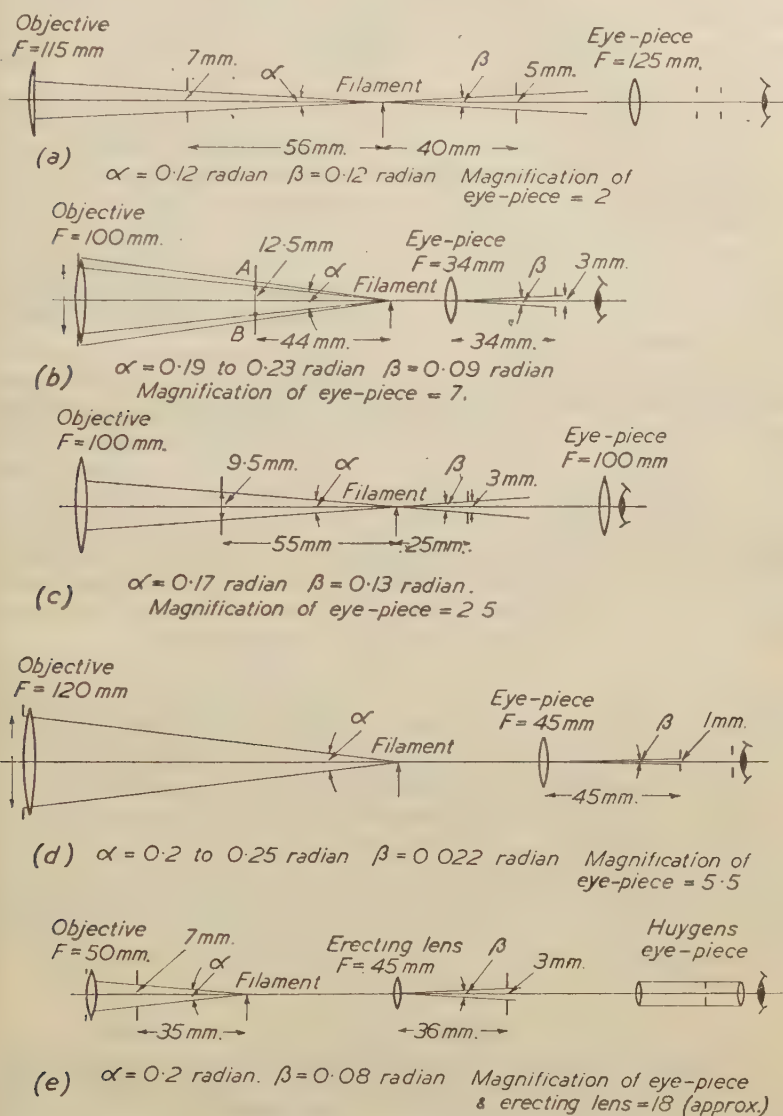 Objective
F=115 mm
7mm.
α
Filament
β
5mm.
Eye-piece
F=125 mm.
56mm.
40mm
(a)
α = 0·12 radian β = 0·12 radian Magnification of
eye-piece = 2
Objective
F=100 mm.
12·5mm
A
α
Filament
Eye-piece
F=34mm
β
3mm.
B
44mm.
34mm
(b)
α = 0·19 to 0·23 radian β = 0·09 radian
Magnification of eye-piece = 7.
Objective
F=100mm.
9·5mm.
α
Filament
β
3mm.
Eye-piece
F=100mm
55mm
25mm
(c)
α = 0·17 radian β = 0·13 radian.
Magnification of eye-piece = 2 5
Objective
F=120 mm
α
Filament
Eye-piece
F=45mm
β
1mm.
45mm.
(d) α = 0·2 to 0·25 radian β = 0 022 radian Magnification of
eye-piece = 5·5
Objective
F=50mm.
7mm.
α
Filament
Erecting lens
F=45mm
β
3mm.
Huygens
eye-piece
35mm.
36mm.
(e) α = 0·2 radian. β = 0·08 radian Magnification of eye-piece
& erecting lens = 18 (approx.)